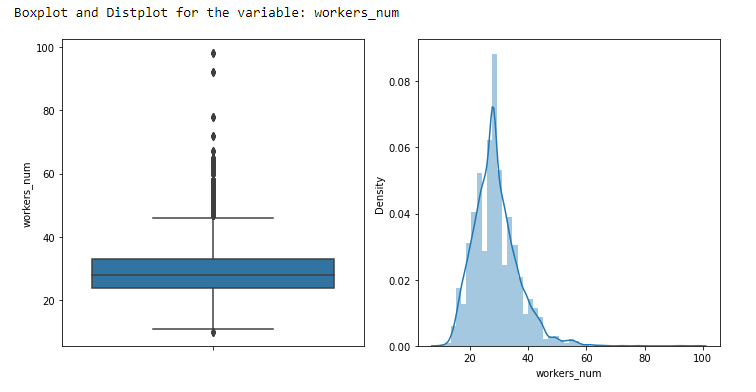 Boxplot and Distplot for the variable: workers_num
100
80
60
40
20
workers_num
0.08
0.06
0.04
0.02
0.00
Density
20 40 60 80 100
workers_num